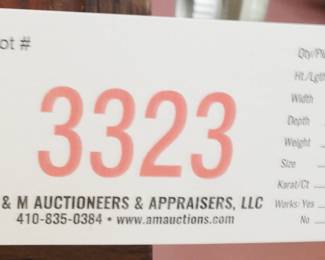 ot #
3323
& M AUCTIONEERS & APPRAISERS, LLC
410-835-0384 • www.amauctions.com
Qty/Pi
Ht./Lgth
Width
Depth
Weight
Size
Karat/Ct
Works: Yes
No